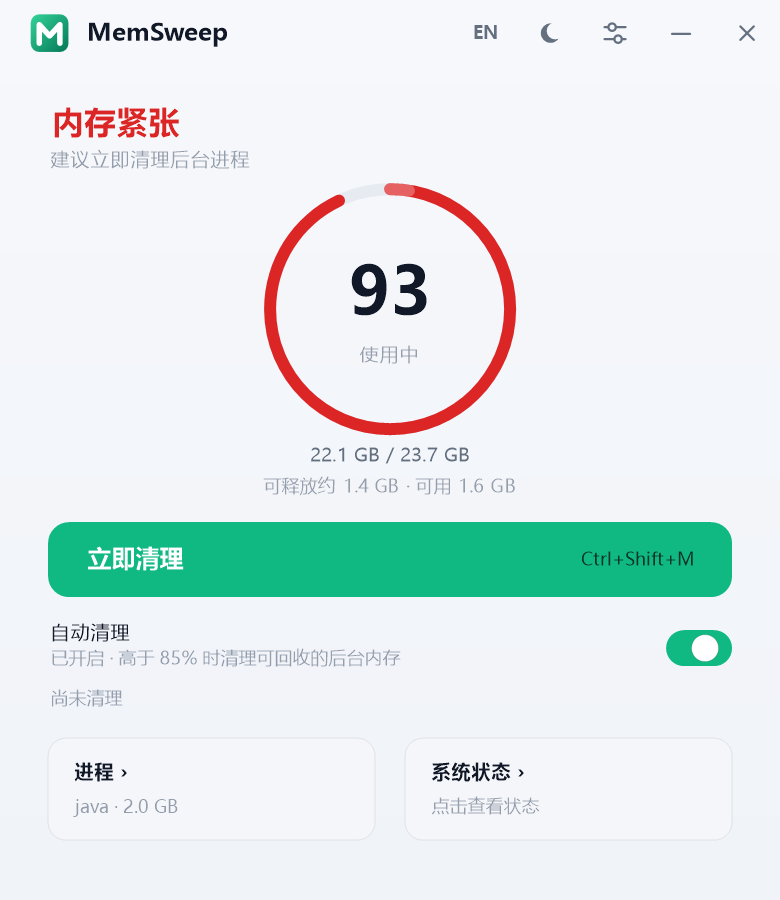 MemSweep
EN
内存紧张
建议立即清理后台进程
93
使用中
22.1 GB / 23.7 GB
可释放约 1.4 GB · 可用 1.6 GB
立即清理 Ctrl+Shift+M
自动清理
已开启 · 高于 85% 时清理可回收的后台内存
尚未清理
进程 ›
java · 2.0 GB
系统状态 ›
点击查看状态